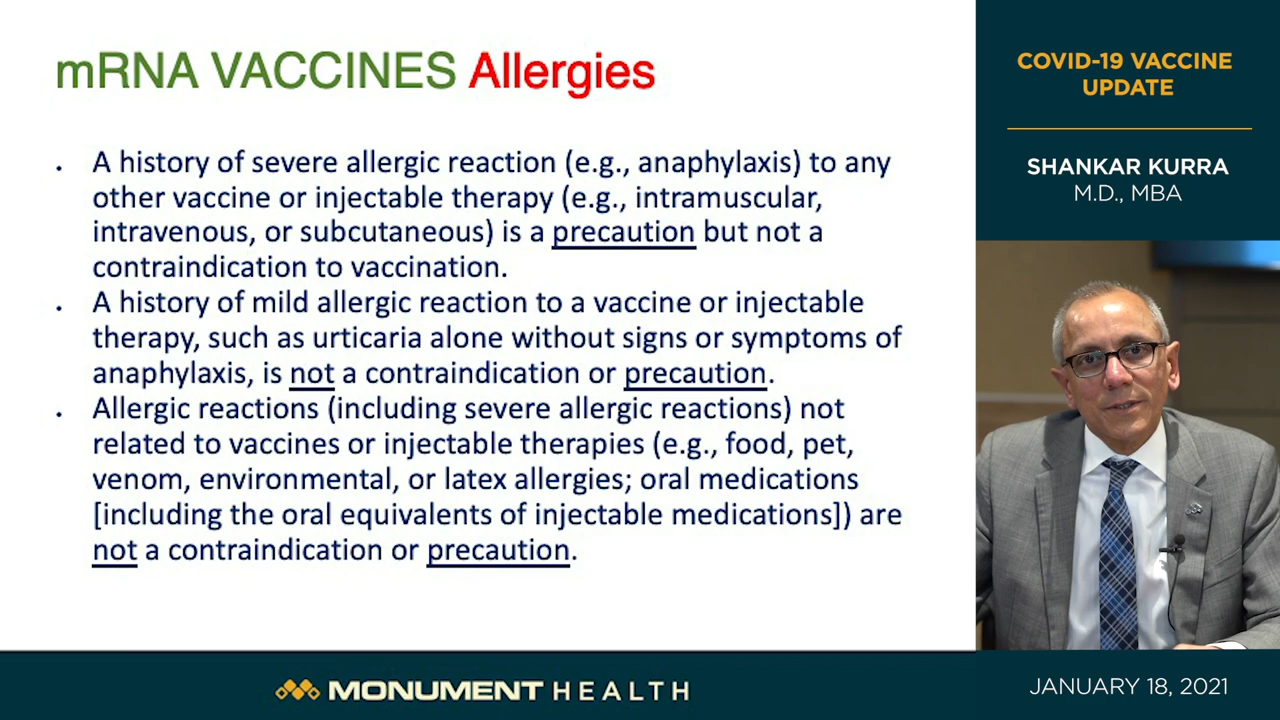 mRNA VACCINES Allergies
• A history of severe allergic reaction (e.g., anaphylaxis) to any
other vaccine or injectable therapy (e.g., intramuscular,
intravenous, or subcutaneous) is a precaution but not a
contraindication to vaccination.
• A history of mild allergic reaction to a vaccine or injectable
therapy, such as urticaria alone without signs or symptoms of
anaphylaxis, is not a contraindication or precaution.
• Allergic reactions (including severe allergic reactions) not
related to vaccines or injectable therapies (e.g., food, pet,
venom, environmental, or latex allergies; oral medications
[including the oral equivalents of injectable medications]) are
not a contraindication or precaution.
COVID-19 VACCINE
UPDATE
SHANKAR KURRA
M.D., MBA
MONUMENT HEALTH
JANUARY 18, 2021